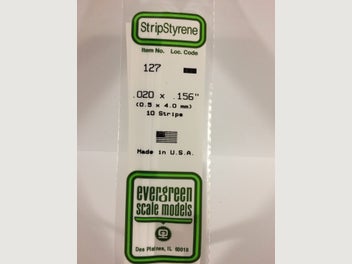 StripStyrene
Item No. Loc. Code
127
.020 x .156"
(0.5 x 4.0 mm)
10 Strips
Made in U.S.A.
evergreen
scale models
Des Plaines, IL 60018